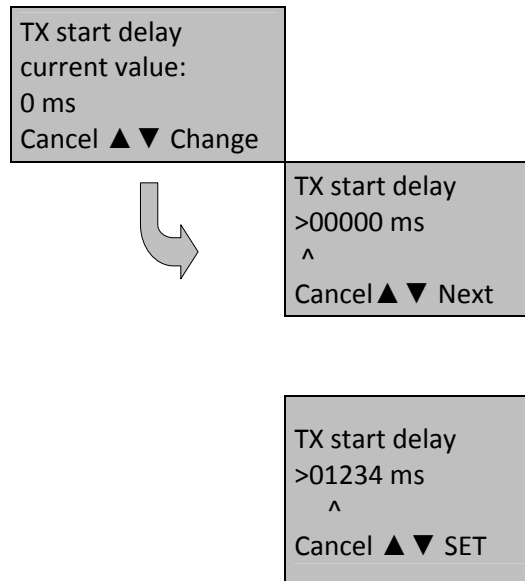 TX start delay
current value:
0 ms
Cancel ▲ ▼ Change
TX start delay
>00000 ms
^
Cancel▲ ▼ Next
TX start delay
>01234 ms
^
Cancel ▲ ▼ SET